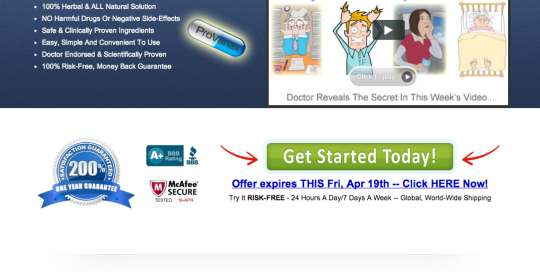 100% Herbal & ALL Natural Solution
NO Harmful Drugs Or Negative Side-Effects
Safe & Clinically Proven Ingredients
Easy, Simple And Convenient To Use
Doctor Endorsed & Scientifically Proven
100% Risk-Free, Money Back Guarantee
Click to play
Doctor Reveals The Secret In This Week's Video...
SATISFACTION GUARANTEED
200%
ONE YEAR GUARANTEE
A+
BBB
Rating
BBB.
McAfee
SECURE
TESTED 16-APR
Get Started Today!
Offer expires THIS Fri, Apr 19th -- Click HERE Now!
Try It RISK-FREE - 24 Hours A Day/7 Days A Week -- Global, World-Wide Shipping